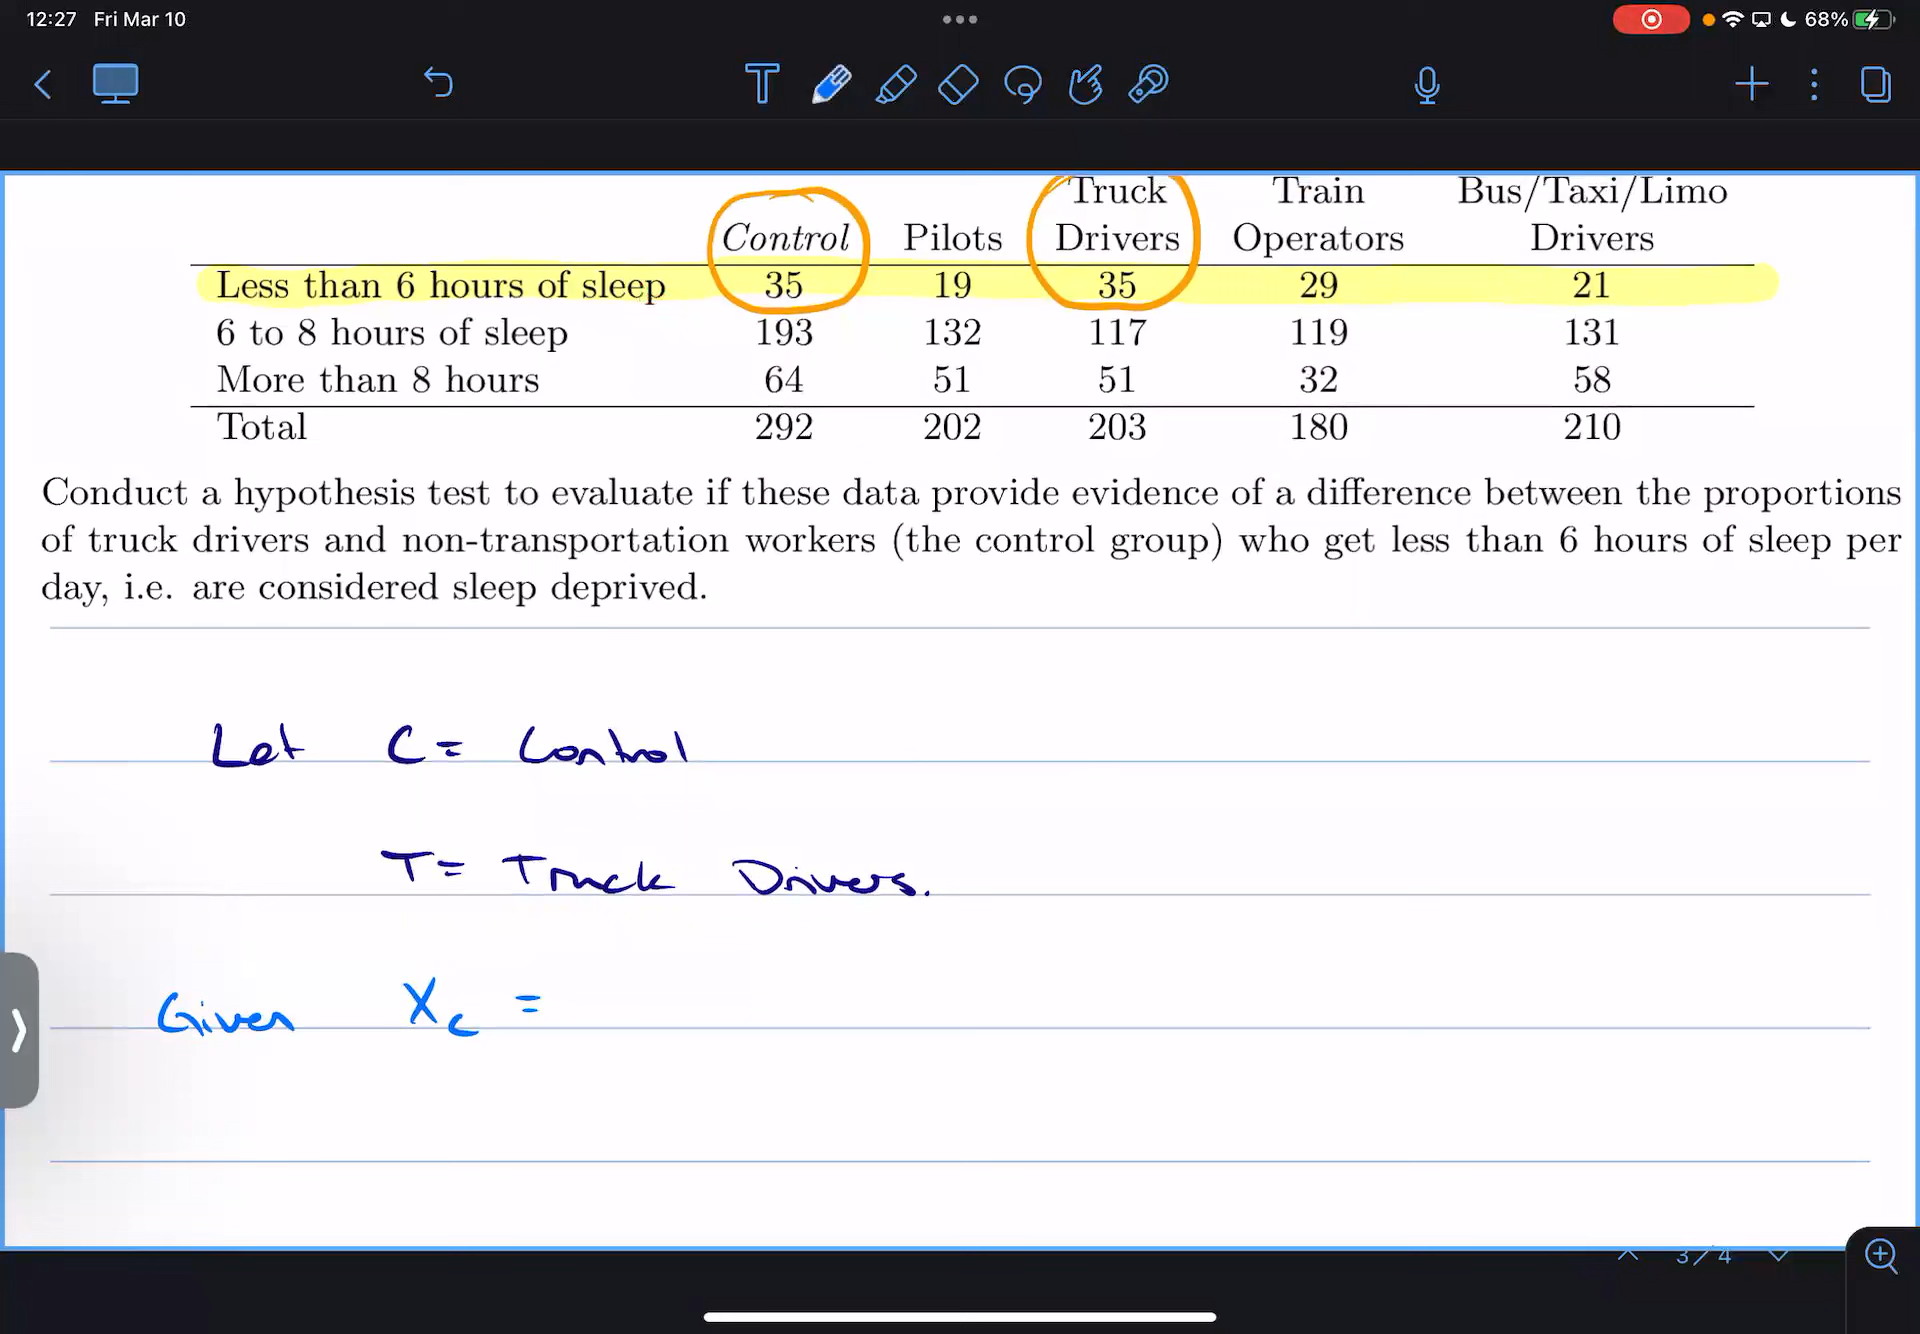 12:27 Fri Mar 10 68%
Truck Train Bus/Taxi/Limo
Control Pilots Drivers Operators Drivers
Less than 6 hours of sleep 35 19 35 29 21
6 to 8 hours of sleep 193 132 117 119 131
More than 8 hours 64 51 51 32 58
Total 292 202 203 180 210
Conduct a hypothesis test to evaluate if these data provide evidence of a difference between the proportions
of truck drivers and non-transportation workers (the control group) who get less than 6 hours of sleep per
day, i.e. are considered sleep deprived.
Let C = Control
T = Truck Drivers.
Given X_c =
3/4